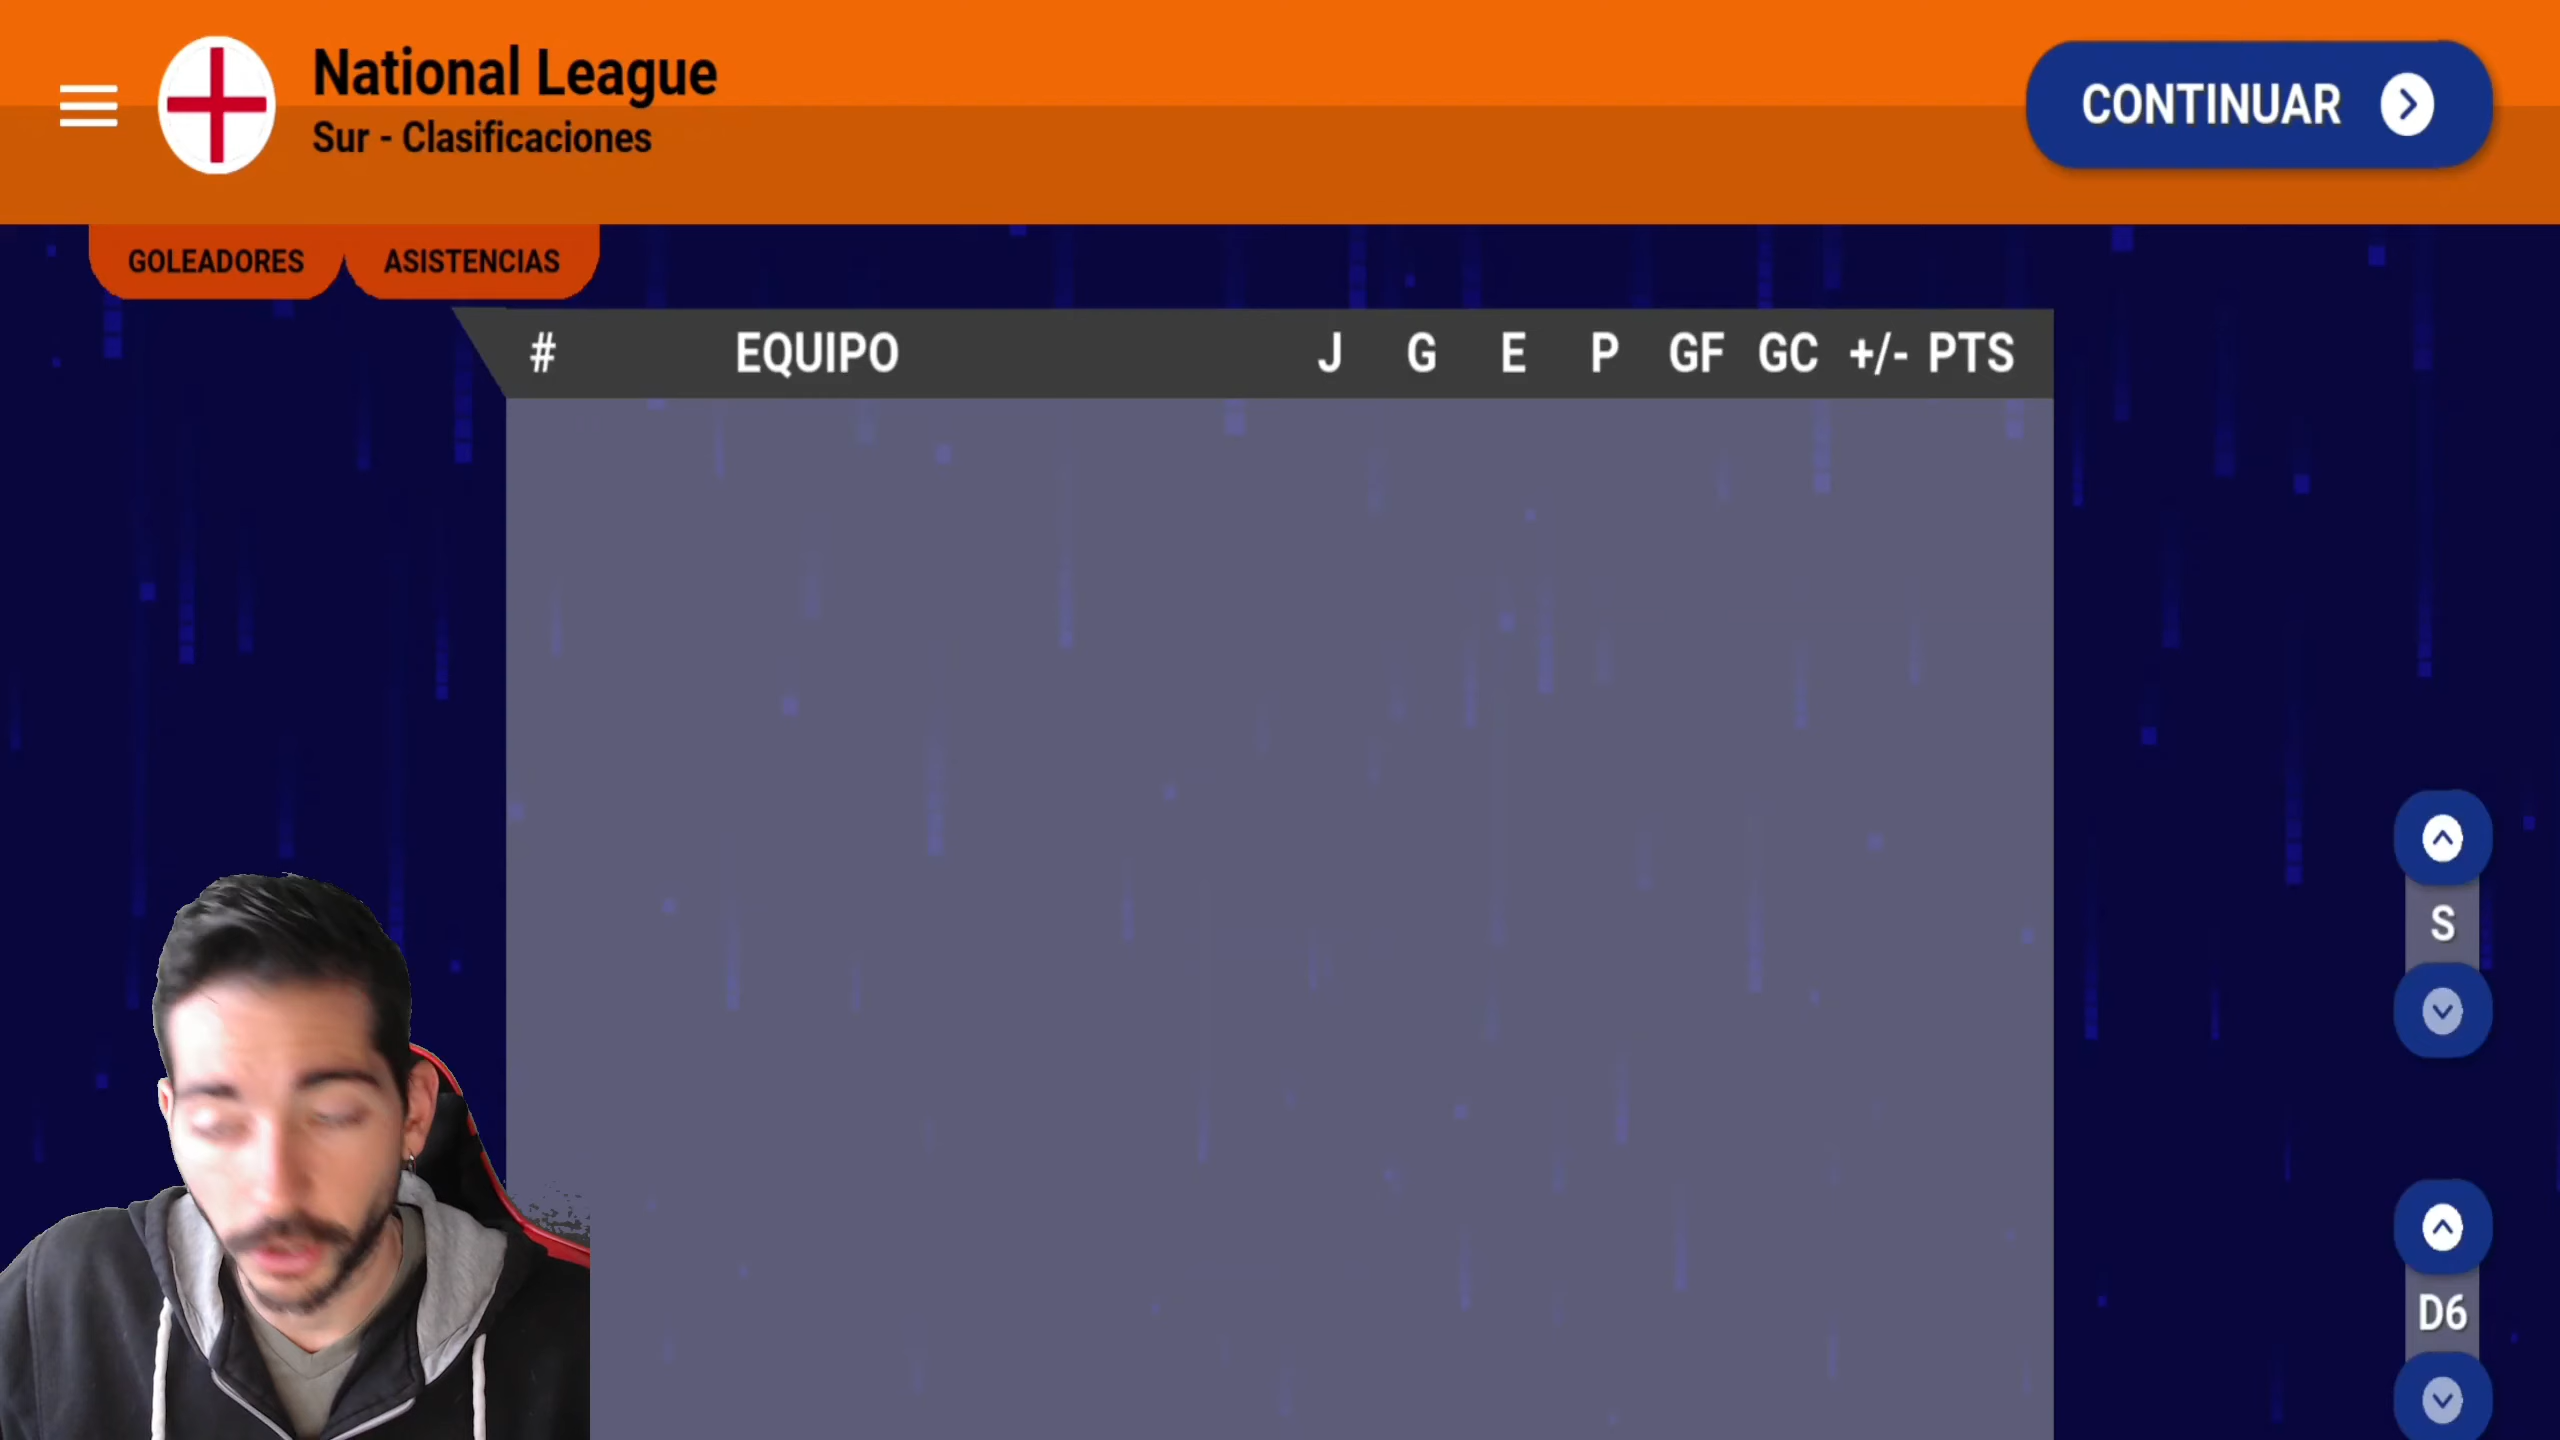 National League
Sur - Clasificaciones
CONTINUAR
GOLEADORES
ASISTENCIAS
# EQUIPO J G E P GF GC +/- PTS
S
D6